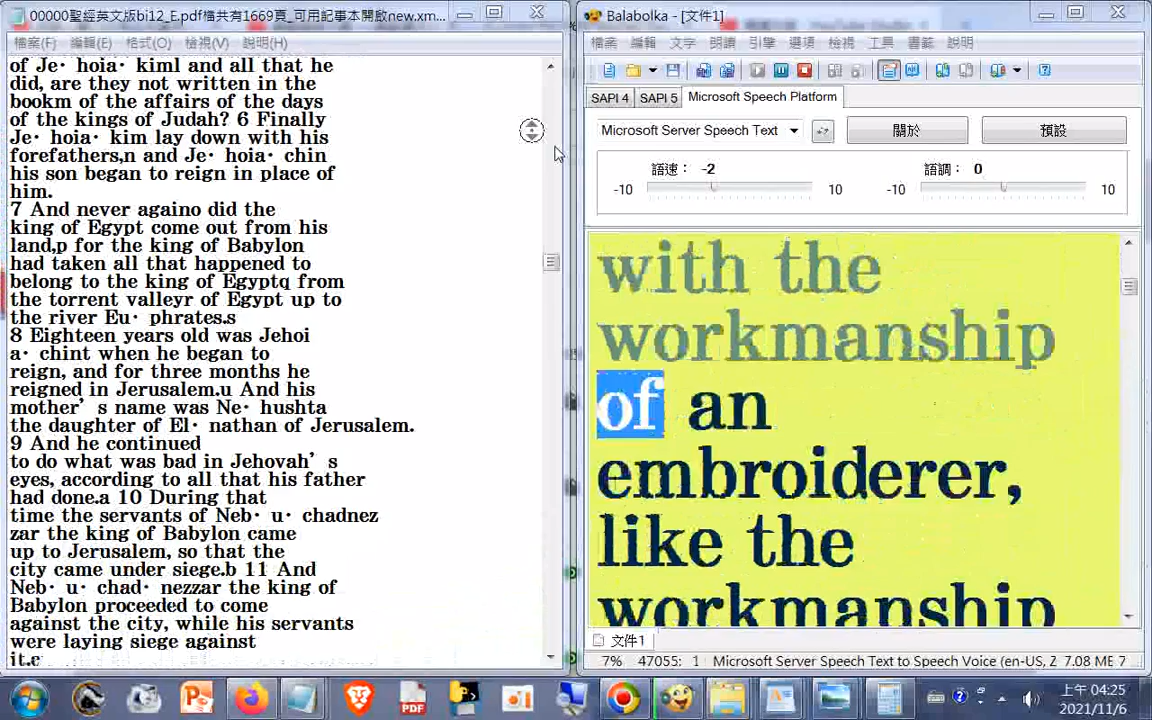 00000聖經英文版bi12_E.pdf檔共有1669頁_可用記事本開啟new.xm...
檔案(F) 編輯(E) 格式(O) 檢視(V) 說明(H)
of Je‧hoia‧kiml and all that he
did, are they not written in the
bookm of the affairs of the days
of the kings of Judah? 6 Finally
Je‧hoia‧kim lay down with his
forefathers,n and Je‧hoia‧chin
his son began to reign in place of
him.
7 And never againo did the
king of Egypt come out from his
land,p for the king of Babylon
had taken all that happened to
belong to the king of Egyptq from
the torrent valleyr of Egypt up to
the river Eu‧phrates.s
8 Eighteen years old was Jehoi
a‧chint when he began to
reign, and for three months he
reigned in Jerusalem.u And his
mother’s name was Ne‧hushta
the daughter of El‧nathan of Jerusalem.
9 And he continued
to do what was bad in Jehovah’s
eyes, according to all that his father
had done.a 10 During that
time the servants of Neb‧u‧chadnez
zar the king of Babylon came
up to Jerusalem, so that the
city came under siege.b 11 And
Neb‧u‧chad‧nezzar the king of
Babylon proceeded to come
against the city, while his servants
were laying siege against
it.c
Balabolka - [文件1]
檔案 編輯 文字 朗讀 引擎 選項 檢視 工具 書籤 說明
SAPI 4 SAPI 5 Microsoft Speech Platform
Microsoft Server Speech Text 關於 預設
語速: -2 語調: 0
-10 10 -10 10
with the
workmanship
of an
embroiderer,
like the
workmanship
文件1
7% 47055: 1 Microsoft Server Speech Text to Speech Voice (en-US, Z 7.08 ME 7
PDF
上午 04:25
2021/11/6